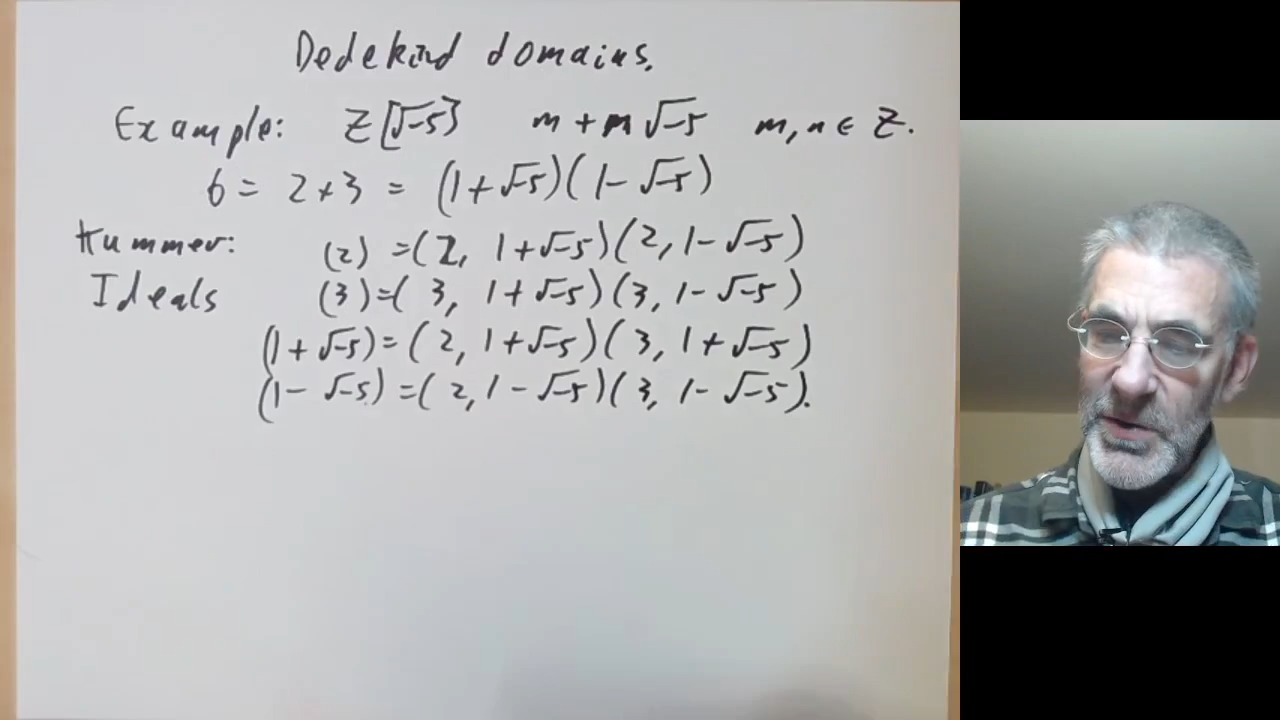 Dedekind domains.
Example: Z[√-5] m + n√-5 m, n ∈ Z.
6 = 2 × 3 = (1+√-5)(1-√-5)
Kummer: (2) = (2, 1+√-5)(2, 1-√-5)
Ideals (3) = (3, 1+√-5)(3, 1-√-5)
(1+√-5) = (2, 1+√-5)(3, 1+√-5)
(1-√-5) = (2, 1-√-5)(3, 1-√-5).